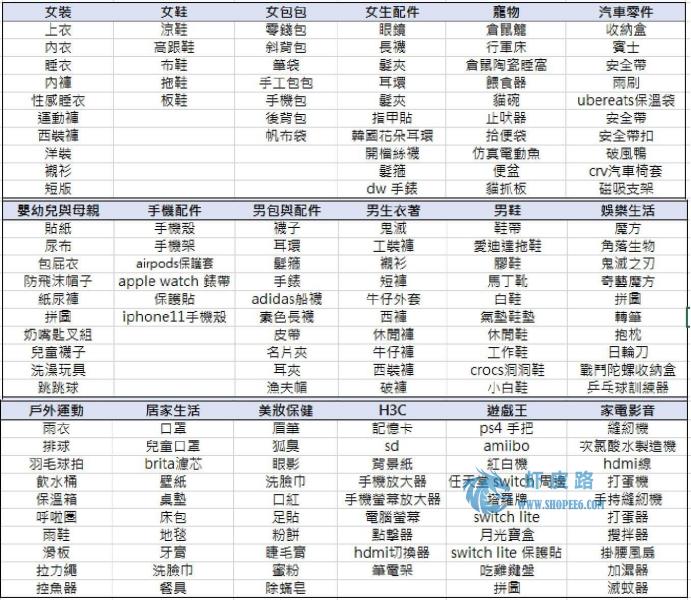 女裝 女鞋 女包包 女生配件 寵物 汽車零件
上衣 涼鞋 零錢包 眼鏡 倉鼠籠 收納盒
內衣 高跟鞋 斜背包 長襪 行軍床 賓士
睡衣 布鞋 筆袋 髮夾 倉鼠陶瓷睡窩 安全帶
內褲 拖鞋 手工包包 耳環 餵食器 雨刷
性感睡衣 板鞋 手機包 髮夾 貓碗 ubereats保溫袋
運動褲 後背包 指甲貼 止吠器 安全帶
西裝褲 帆布袋 韓國花朵耳環 拾便袋 安全帶扣
洋裝 開檔絲襪 仿真電動魚 破風鴨
襯衫 髮箍 便盆 crv汽車椅套
短版 dw 手錶 貓抓板 磁吸支架
嬰幼兒與母親 手機配件 男包與配件 男生衣著 男鞋 娛樂生活
貼紙 手機殼 襪子 鬼滅 鞋帶 魔方
尿布 手機架 耳環 工裝褲 愛迪達拖鞋 角落生物
包屁衣 airpods保護套 髮箍 襯衫 膠鞋 鬼滅之刃
防飛沫帽子 apple watch 錶帶 手錶 短褲 馬丁靴 奇藝魔方
紙尿褲 保護貼 adidas船襪 牛仔外套 白鞋 拼圖
拼圖 iphone11手機殼 素色長襪 西褲 氣墊鞋墊 轉筆
奶嘴匙叉組 皮帶 休閒褲 休閒鞋 抱枕
兒童襪子 名片夾 牛仔褲 工作鞋 日輪刀
洗澡玩具 耳夾 西裝褲 crocs洞洞鞋 戰鬥陀螺收納盒
跳跳球 漁夫帽 破褲 小白鞋 乒乓球訓練器
戶外運動 居家生活 美妝保健 H3C 遊戲王 家電影音
雨衣 口罩 眉筆 記憶卡 ps4 手把 縫紉機
排球 兒童口罩 狐臭 sd amiibo 次氯酸水製造機
羽毛球拍 brita濾芯 眼影 背景紙 紅白機 hdmi線
飲水桶 壁紙 洗臉巾 手機放大器 任天堂 switch 周邊 打蛋機
保溫箱 桌墊 口紅 手機螢幕放大器 塔羅牌 手持縫紉機
呼啦圈 床包 足貼 電腦螢幕 switch lite 打蛋器
雨鞋 地毯 粉餅 點擊器 月光寶盒 攪拌器
滑板 牙膏 睫毛膏 hdmi切換器 switch lite 保護貼 掛腰風扇
拉力繩 洗臉巾 蜜粉 筆電架 吃雞鍵盤 加濕器
控魚器 餐具 除蟎皂 拼圖 滅蚊器
虾客路
WWW.SHOPEE6.COM